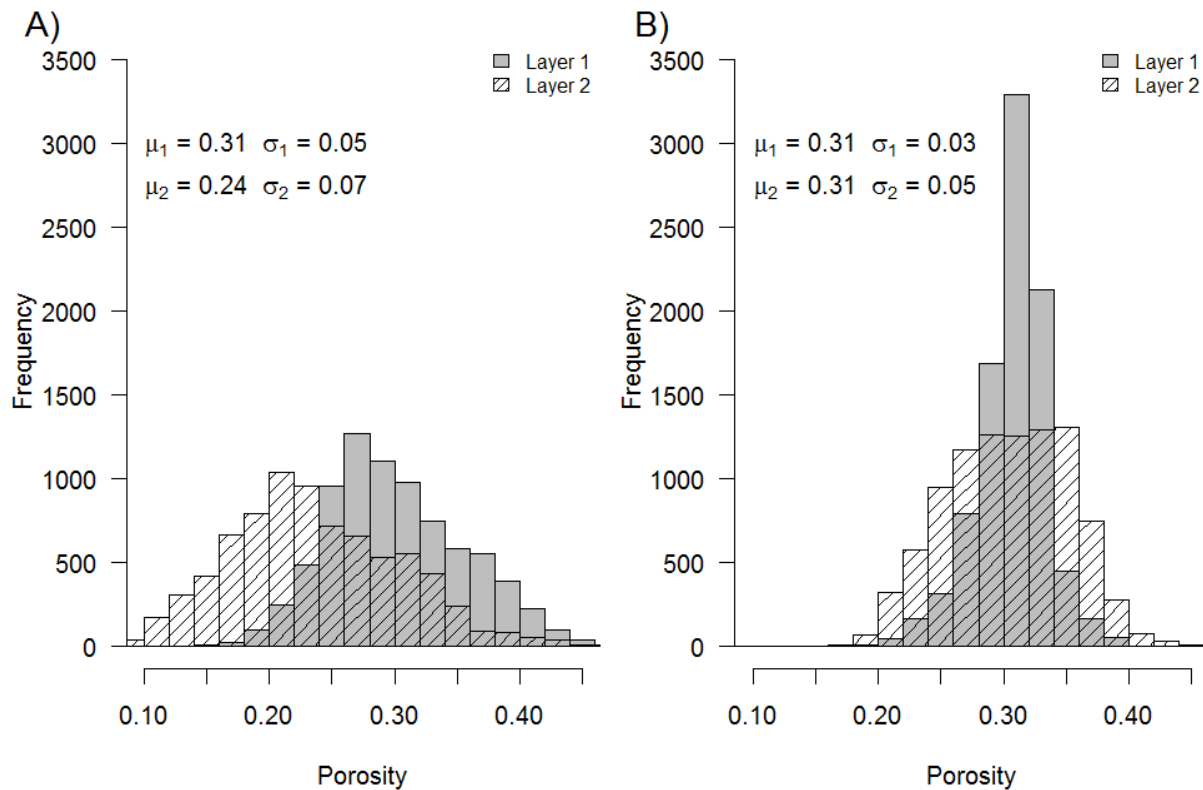 A)
Layer 1
Layer 2
μ1 = 0.31 σ1 = 0.05
μ2 = 0.24 σ2 = 0.07
3500
3000
2500
2000
1500
1000
500
0
Frequency
0.10 0.20 0.30 0.40
Porosity
B)
Layer 1
Layer 2
μ1 = 0.31 σ1 = 0.03
μ2 = 0.31 σ2 = 0.05
3500
3000
2500
2000
1500
1000
500
0
Frequency
0.10 0.20 0.30 0.40
Porosity